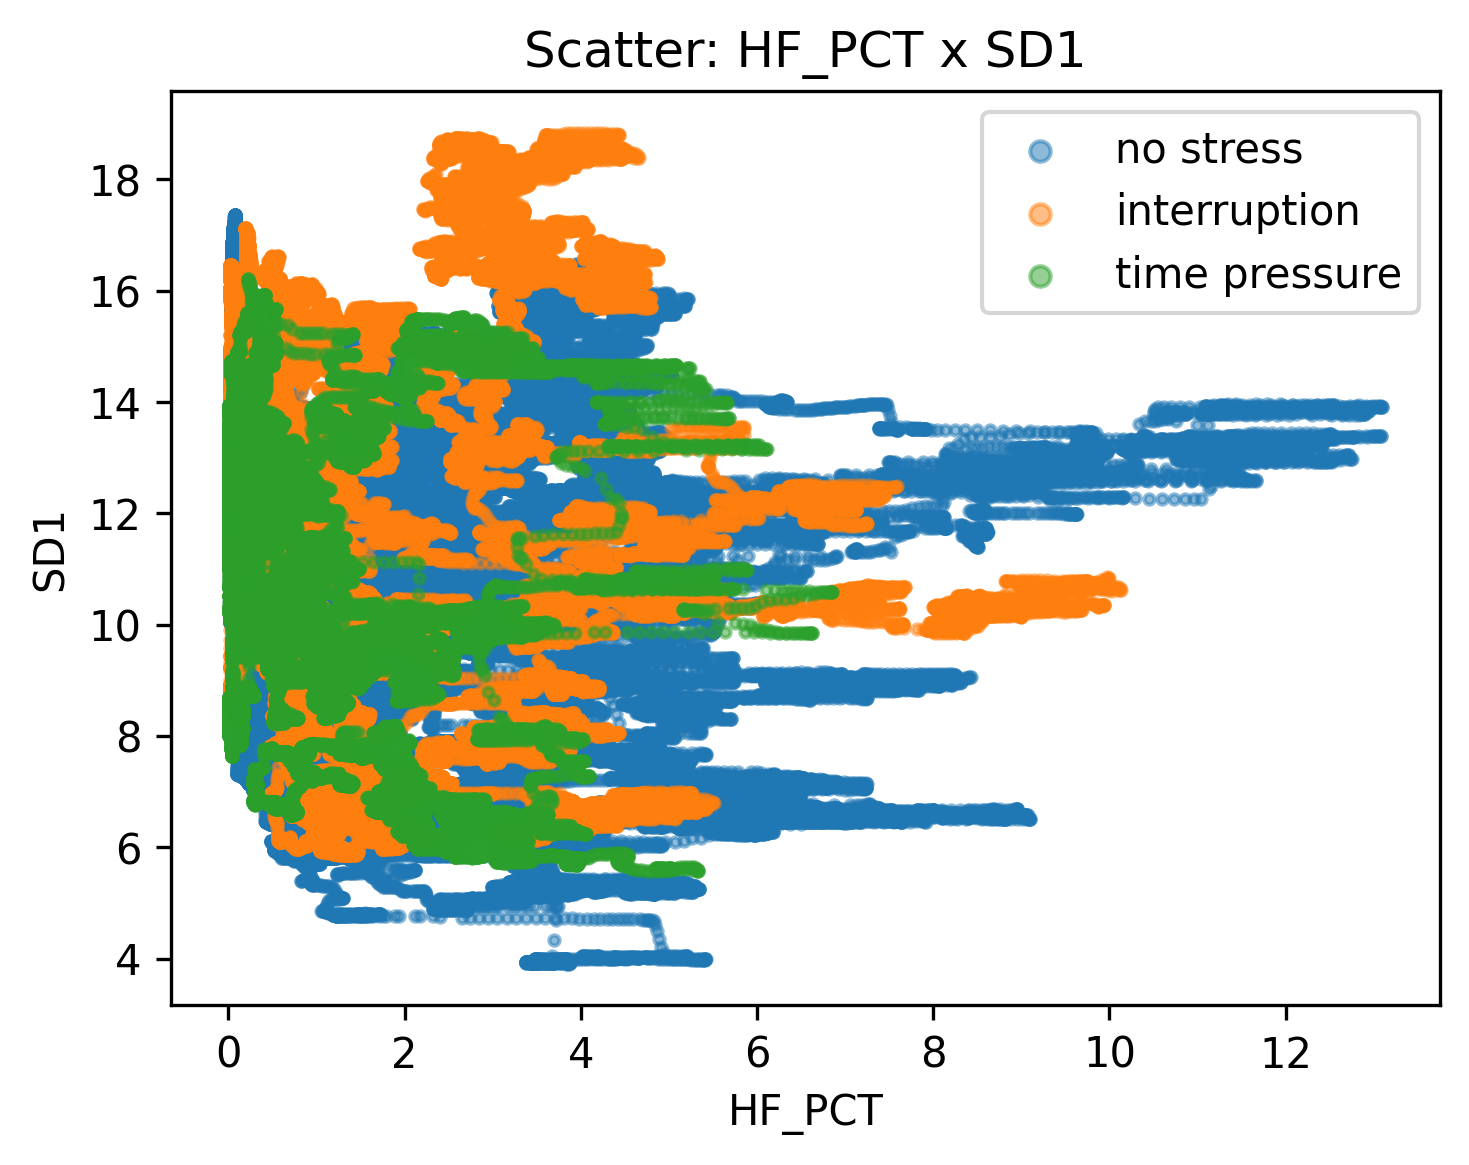 Scatter: HF_PCT x SD1
no stress
interruption
time pressure
SD1
18
16
14
12
10
8
6
4
0 2 4 6 8 10 12
HF_PCT